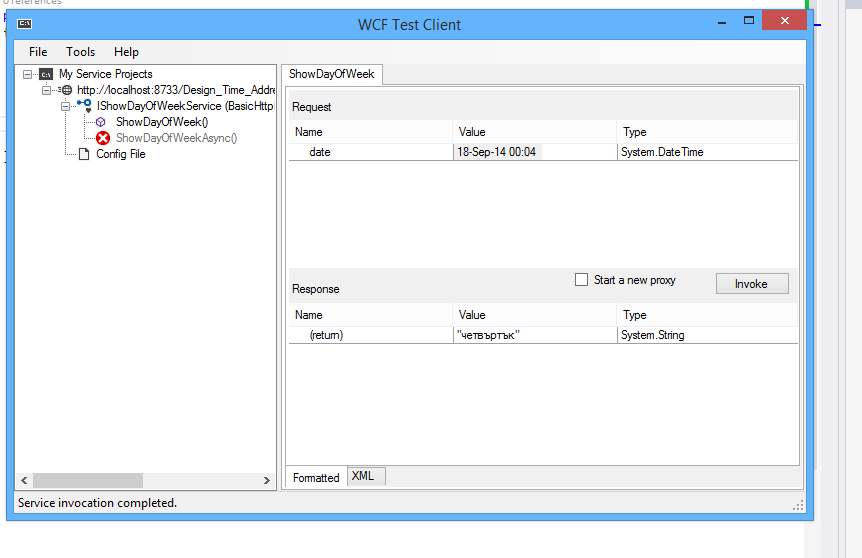 0 references
WCF Test Client
File Tools Help
My Service Projects
http://localhost:8733/Design_Time_Addre
IShowDayOfWeekService (BasicHttp
ShowDayOfWeek()
ShowDayOfWeekAsync()
Config File
ShowDayOfWeek
Request
Name Value Type
date 18-Sep-14 00:04 System.DateTime
Response
Start a new proxy
Invoke
Name Value Type
(return) "четвъртък" System.String
Formatted XML
Service invocation completed.